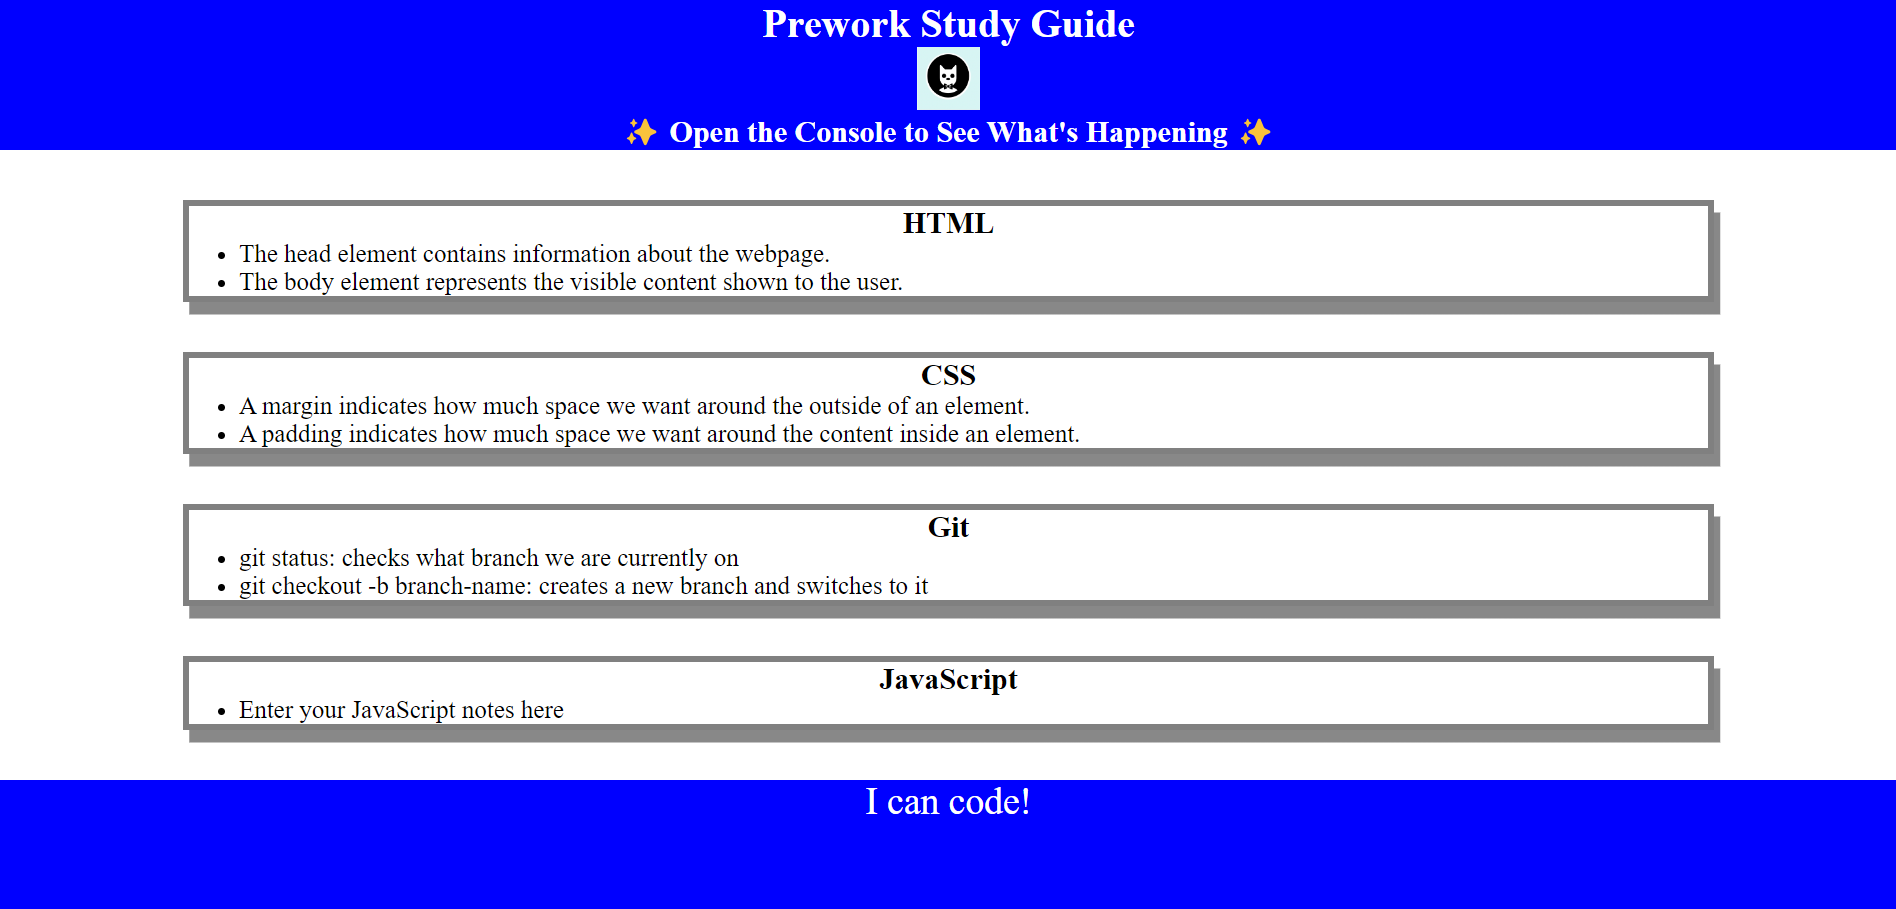 Prework Study Guide
✨ Open the Console to See What's Happening ✨
HTML
• The head element contains information about the webpage.
• The body element represents the visible content shown to the user.
CSS
• A margin indicates how much space we want around the outside of an element.
• A padding indicates how much space we want around the content inside an element.
Git
• git status: checks what branch we are currently on
• git checkout -b branch-name: creates a new branch and switches to it
JavaScript
• Enter your JavaScript notes here
I can code!